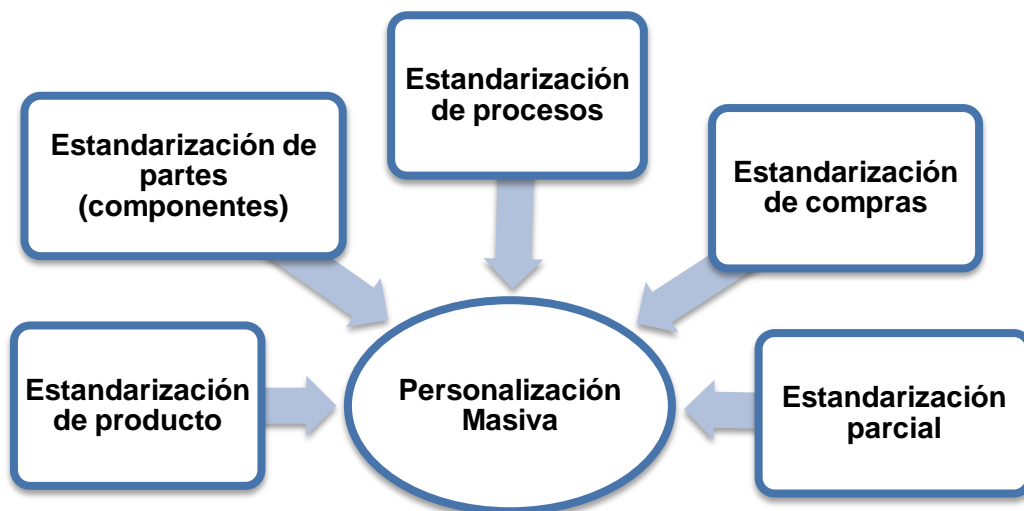 Estandarización
de procesos
Estandarización de
partes
(componentes)
Estandarización
de compras
Estandarización
de producto
Personalización
Masiva
Estandarización
parcial